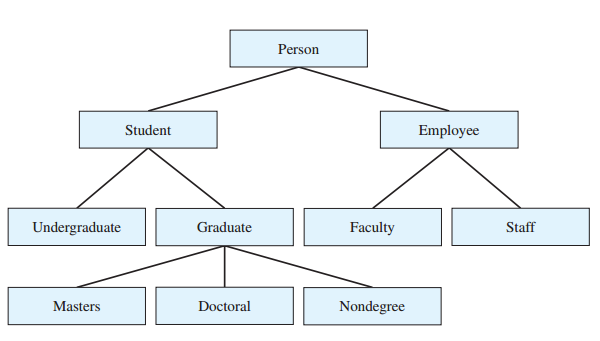 Person
Student
Employee
Undergraduate
Graduate
Faculty
Staff
Masters
Doctoral
Nondegree